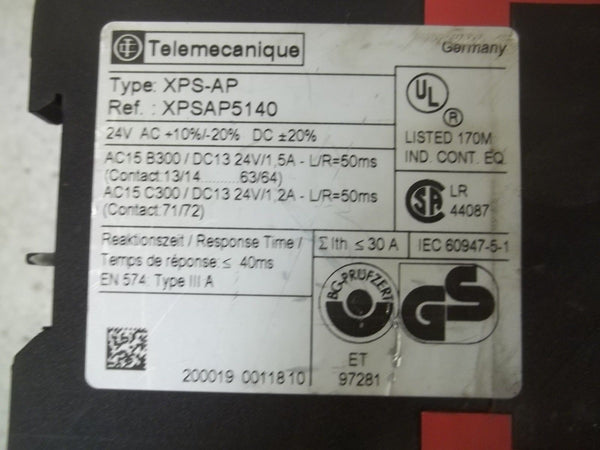 Telemecanique
Germany
Type: XPS-AP
Ref. : XPSAP5140
24V AC +10%/-20% DC ±20%
AC15 B300 / DC13 24V/1,5A - L/R=50ms
(Contact:13/14..........63/64)
AC15 C300 / DC13 24V/1,2A - L/R=50ms
(Contact:71/72)
UL ®
LISTED 170M
IND. CONT. EQ.
SA LR
44087
Reaktionszeit / Response Time /
Temps de réponse: ≤ 40ms
EN 574: Type III A
Σ Ith ≤ 30 A
IEC 60947-5-1
BG-PRÜFZERT
ET
97281
GS
200019 0011810